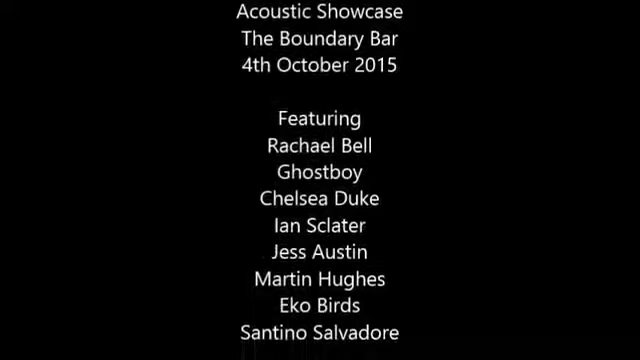 Acoustic Showcase
The Boundary Bar
4th October 2015
Featuring
Rachael Bell
Ghostboy
Chelsea Duke
Ian Sclater
Jess Austin
Martin Hughes
Eko Birds
Santino Salvadore